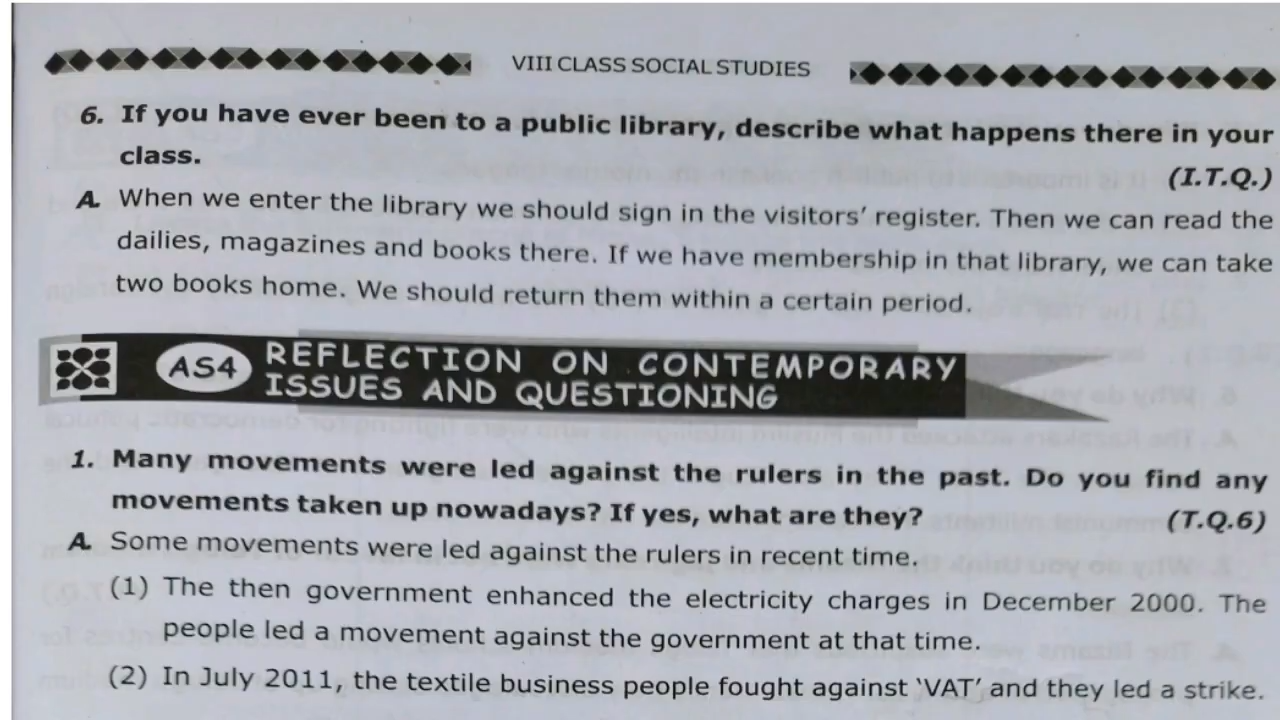 VIII CLASS SOCIAL STUDIES
6. If you have ever been to a public library, describe what happens there in your
class.
(I.T.Q.)
A. When we enter the library we should sign in the visitors' register. Then we can read the
dailies, magazines and books there. If we have membership in that library, we can take
two books home. We should return them within a certain period.
AS4 REFLECTION ON CONTEMPORARY
ISSUES AND QUESTIONING
1. Many movements were led against the rulers in the past. Do you find any
movements taken up nowadays? If yes, what are they? (T.Q.6)
A. Some movements were led against the rulers in recent time.
(1) The then government enhanced the electricity charges in December 2000. The
people led a movement against the government at that time.
(2) In July 2011, the textile business people fought against 'VAT' and they led a strike.